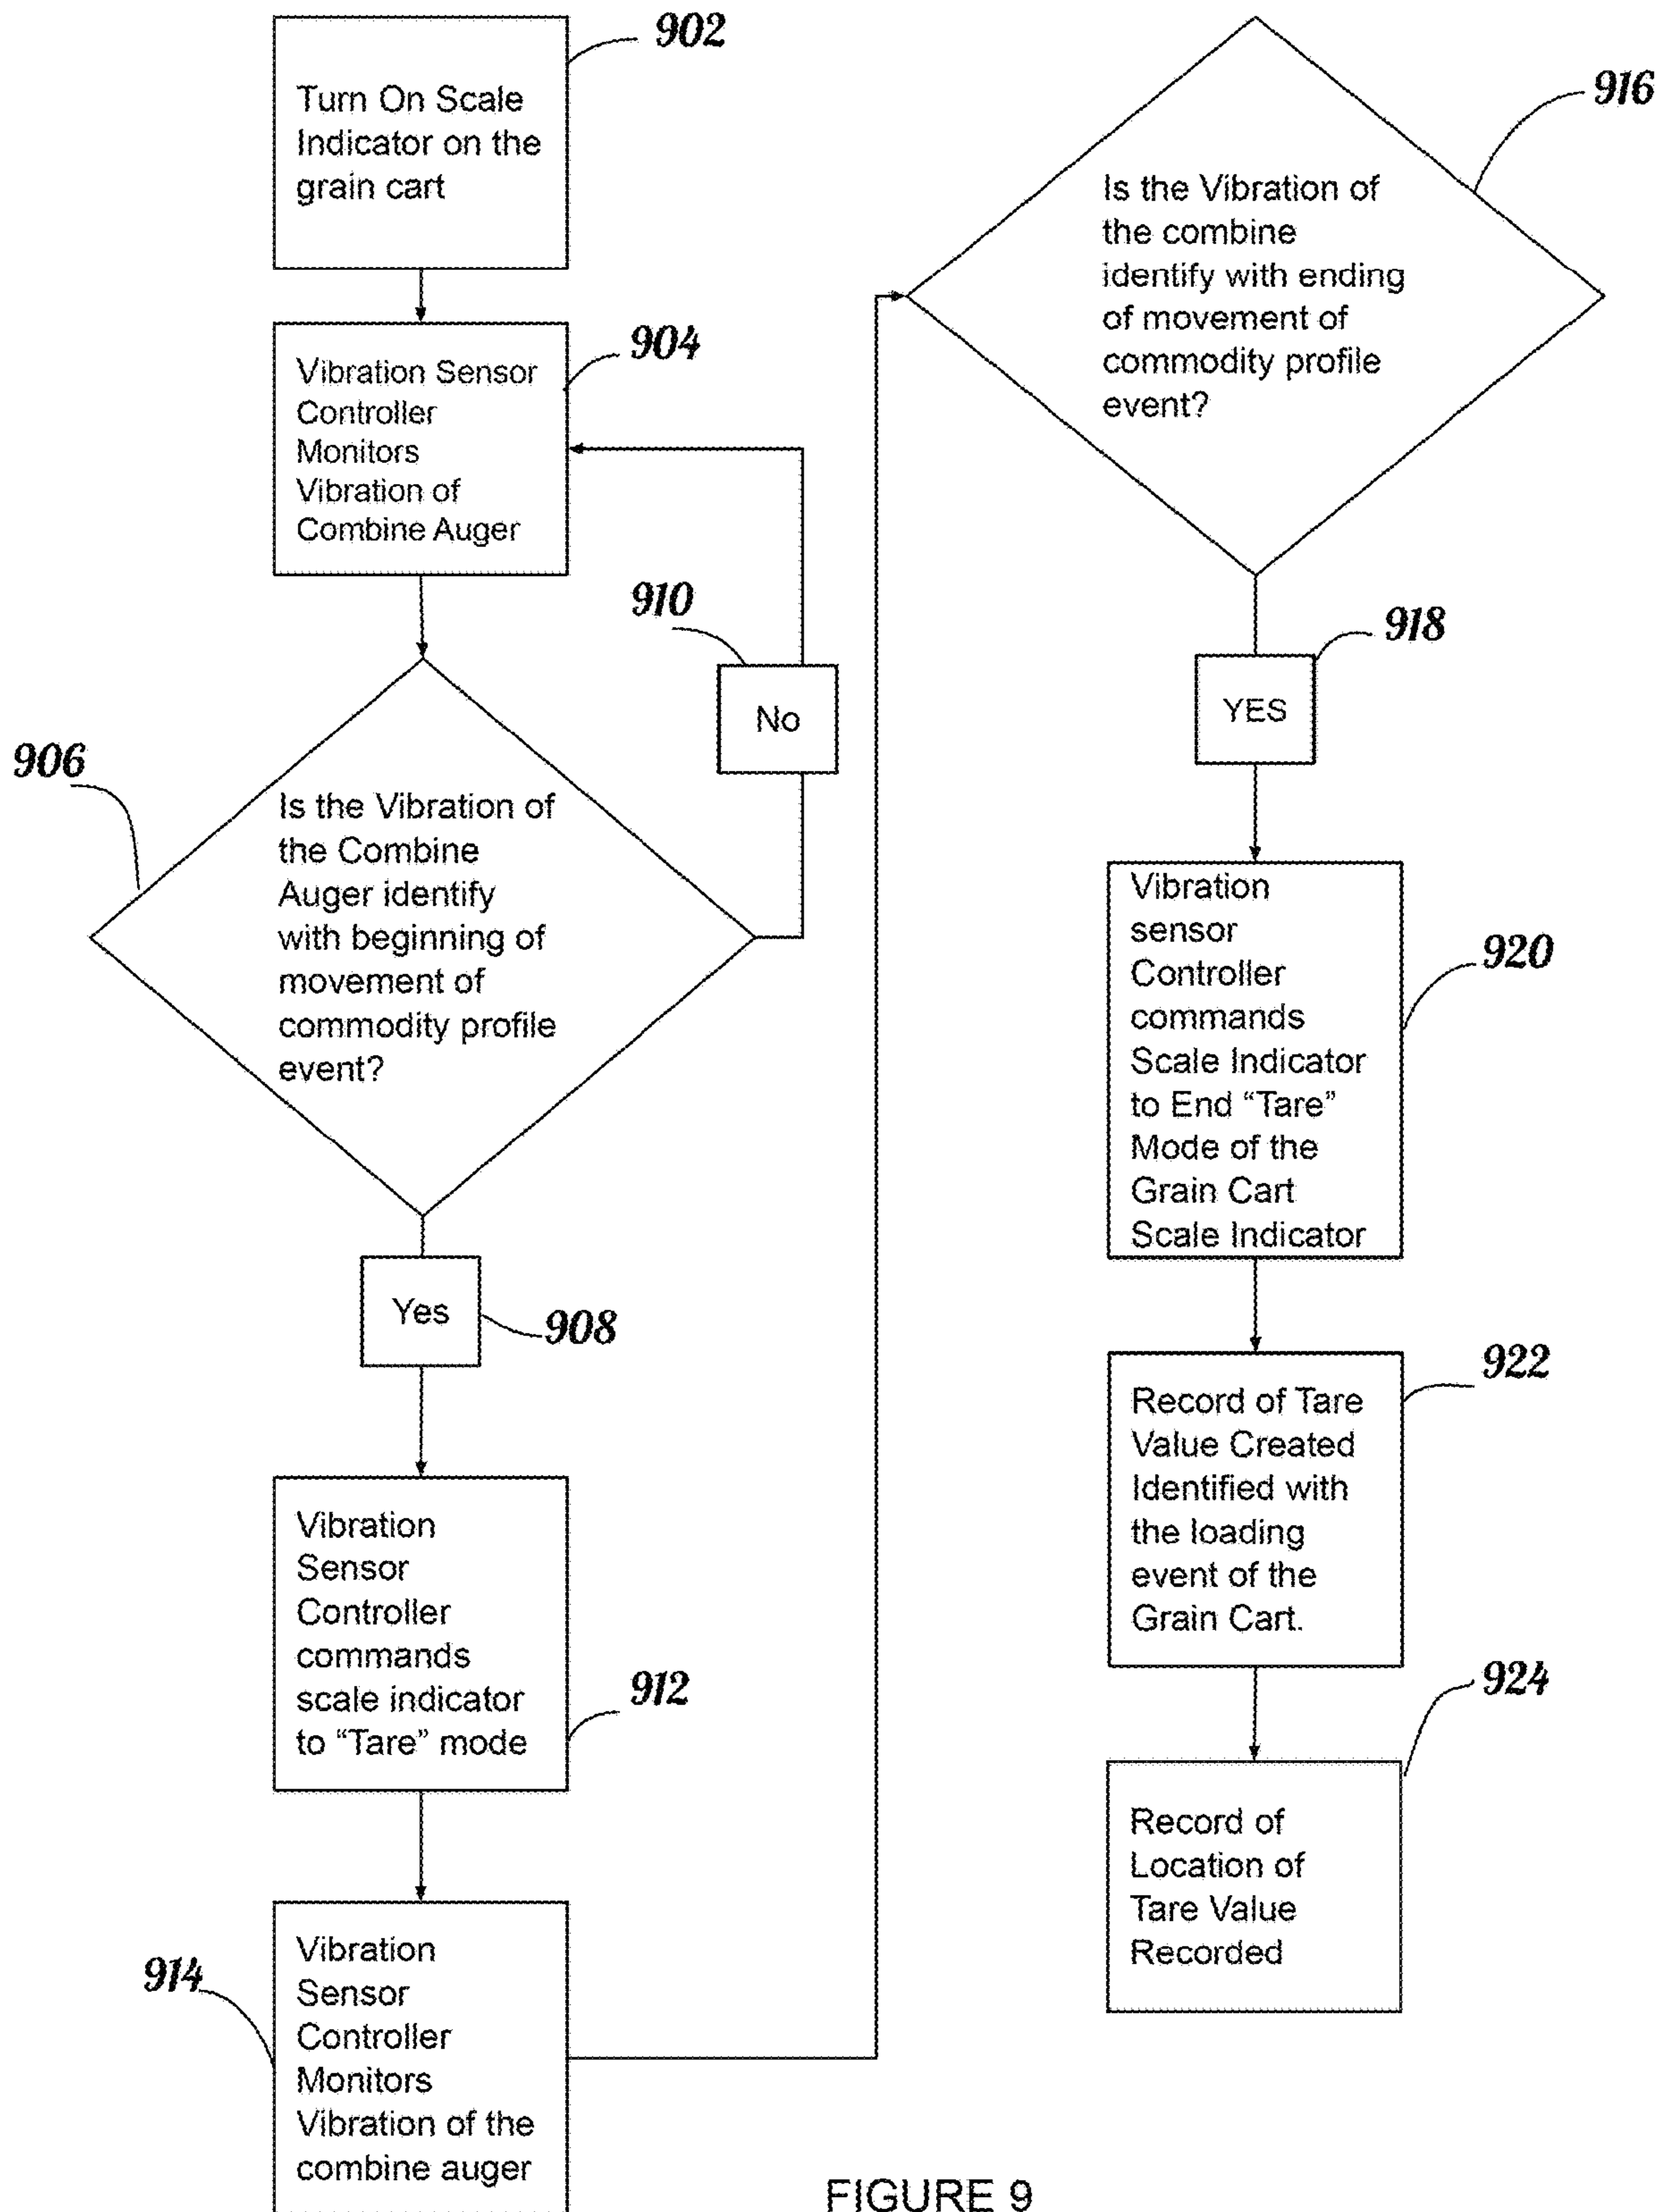 902
Turn On Scale
Indicator on the
grain cart
904
Vibration Sensor
Controller
Monitors
Vibration of
Combine Auger
910
No
906
Is the Vibration of
the Combine
Auger identify
with beginning of
movement of
commodity profile
event?
Yes
908
Vibration
Sensor
Controller
commands
scale indicator
to “Tare” mode
912
914
Vibration
Sensor
Controller
Monitors
Vibration of the
combine auger
916
Is the Vibration of
the combine
identify with ending
of movement of
commodity profile
event?
918
YES
Vibration
sensor
Controller
commands
Scale Indicator
to End “Tare”
Mode of the
Grain Cart
Scale Indicator
920
922
Record of Tare
Value Created
Identified with
the loading
event of the
Grain Cart.
924
Record of
Location of
Tare Value
Recorded
FIGURE 9